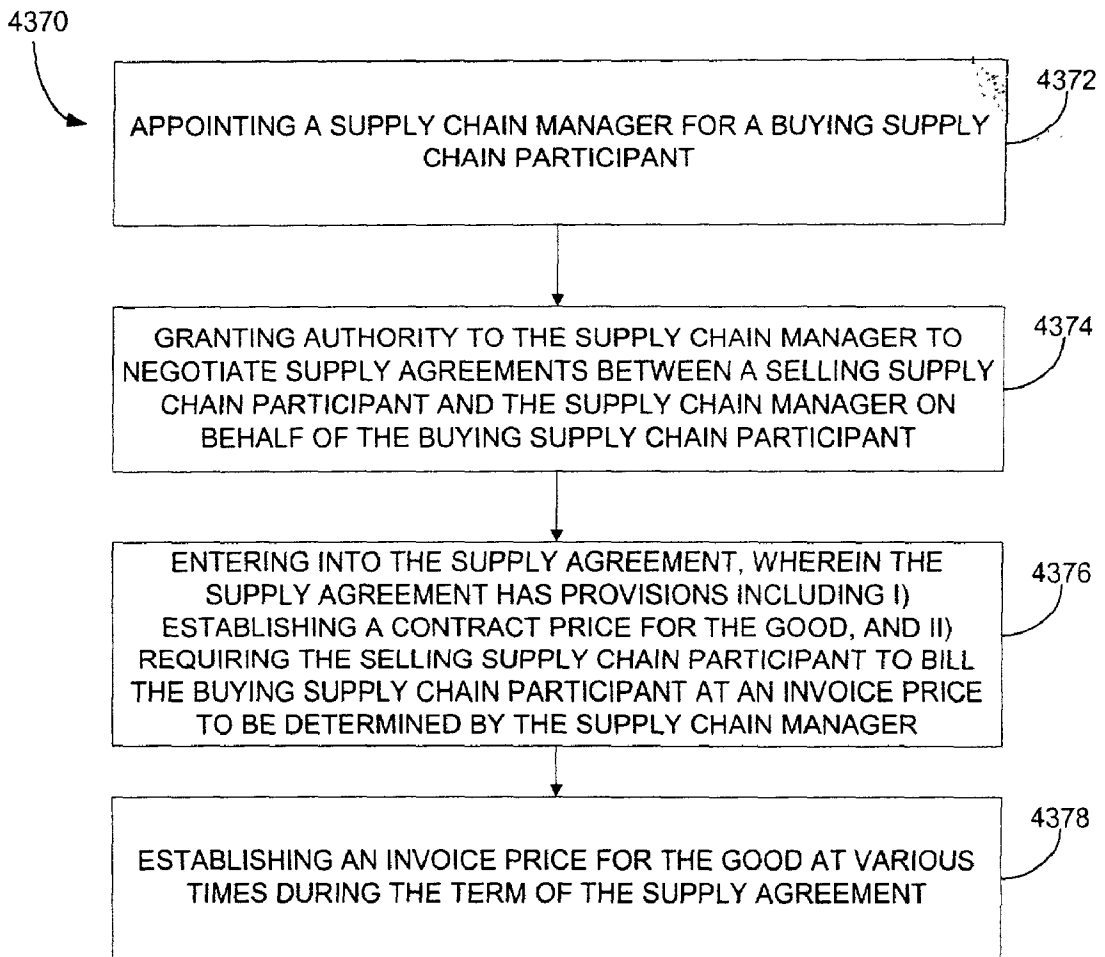 4370
4372
APPOINTING A SUPPLY CHAIN MANAGER FOR A BUYING SUPPLY
CHAIN PARTICIPANT
4374
GRANTING AUTHORITY TO THE SUPPLY CHAIN MANAGER TO
NEGOTIATE SUPPLY AGREEMENTS BETWEEN A SELLING SUPPLY
CHAIN PARTICIPANT AND THE SUPPLY CHAIN MANAGER ON
BEHALF OF THE BUYING SUPPLY CHAIN PARTICIPANT
4376
ENTERING INTO THE SUPPLY AGREEMENT, WHEREIN THE
SUPPLY AGREEMENT HAS PROVISIONS INCLUDING I)
ESTABLISHING A CONTRACT PRICE FOR THE GOOD, AND II)
REQUIRING THE SELLING SUPPLY CHAIN PARTICIPANT TO BILL
THE BUYING SUPPLY CHAIN PARTICIPANT AT AN INVOICE PRICE
TO BE DETERMINED BY THE SUPPLY CHAIN MANAGER
4378
ESTABLISHING AN INVOICE PRICE FOR THE GOOD AT VARIOUS
TIMES DURING THE TERM OF THE SUPPLY AGREEMENT